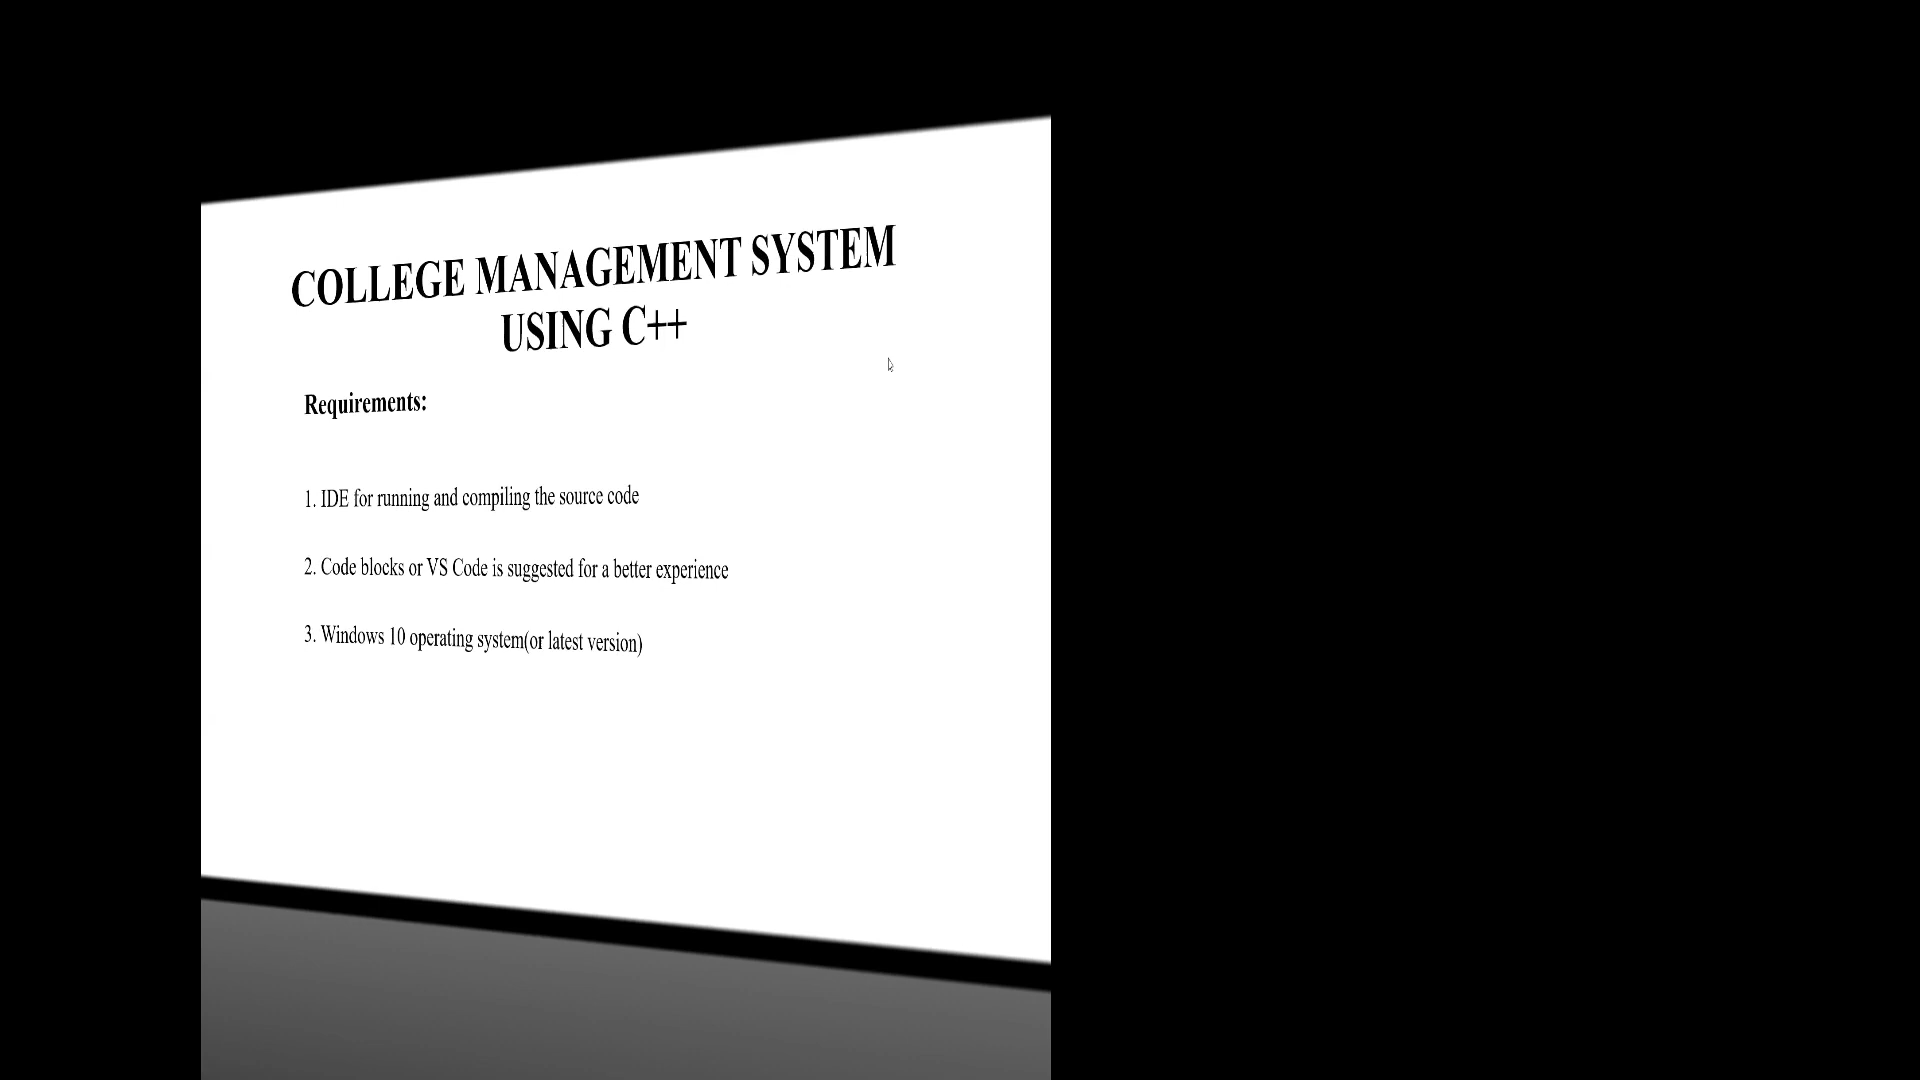 COLLEGE MANAGEMENT SYSTEM
USING C++
Requirements:
1. IDE for running and compiling the source code
2. Code blocks or VS Code is suggested for a better experience
3. Windows 10 operating system(or latest version)